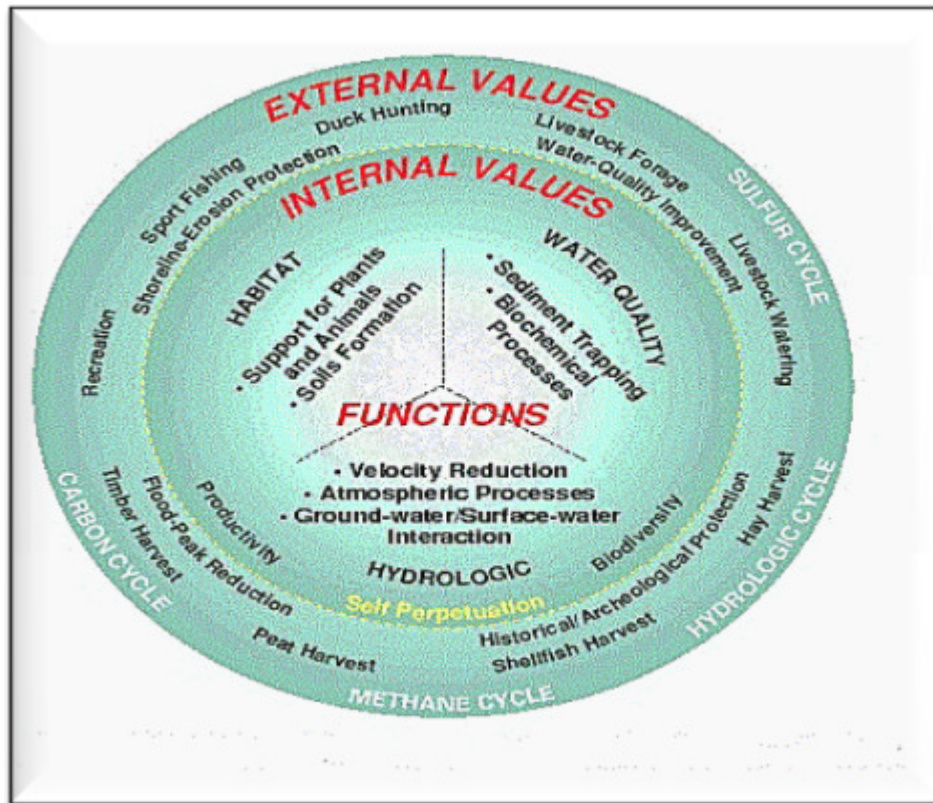 EXTERNAL VALUES
Duck Hunting
Livestock Forage
Water-Quality Improvement
Sport Fishing
Shoreline-Erosion Protection
SULFUR CYCLE
INTERNAL VALUES
Livestock Watering
HABITAT
• Support for Plants
and Animals
• Soils Formation
WATER QUALITY
• Sediment Trapping
• Biochemical
Processes
Recreation
FUNCTIONS
• Velocity Reduction
• Atmospheric Processes
• Ground-water/Surface-water
Interaction
HYDROLOGIC
Productivity
Biodiversity
Self Perpetuation
CARBON CYCLE
Timber Harvest
Flood-Peak Reduction
Peat Harvest
Historical/Archeological Protection
Shellfish Harvest
Hay Harvest
HYDROLOGIC CYCLE
METHANE CYCLE